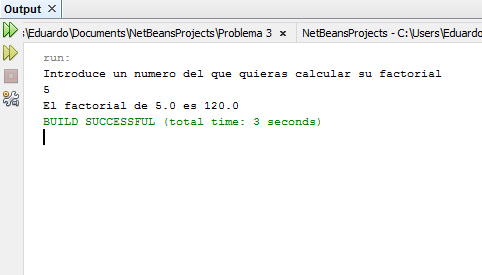 Output ×
:\Eduardo\Documents\NetBeansProjects\Problema 3 × NetBeansProjects - C:\Users\Eduardo
run:
Introduce un numero del que quieras calcular su factorial
5
El factorial de 5.0 es 120.0
BUILD SUCCESSFUL (total time: 3 seconds)